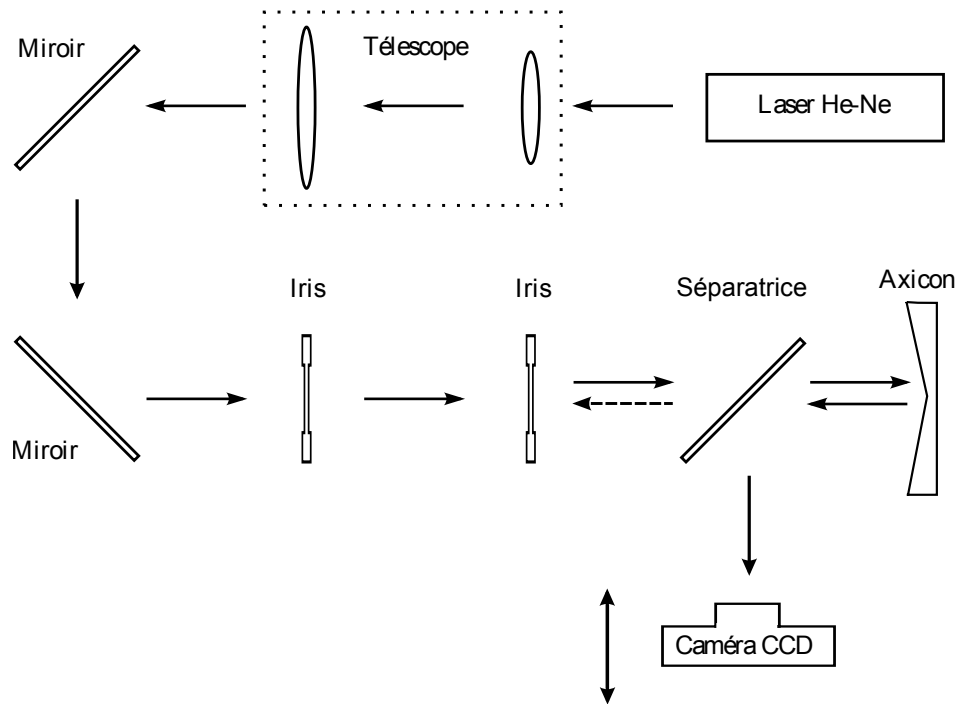 Miroir
Télescope
Laser He-Ne
Iris
Iris
Séparatrice
Axicon
Miroir
Caméra CCD